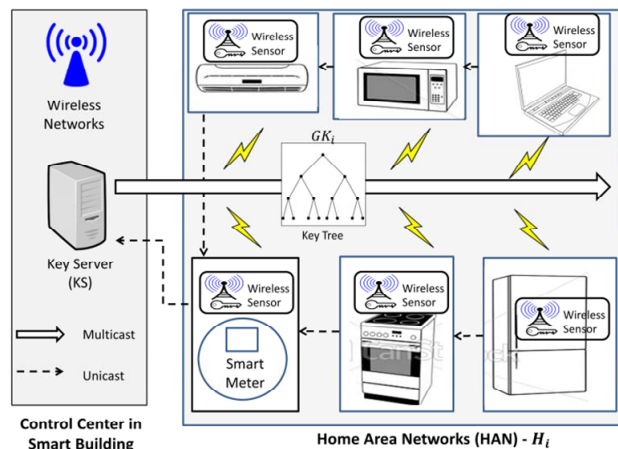 Wireless
Networks
Key Server
(KS)
Multicast
Unicast
Control Center in
Smart Building
Wireless
Sensor
Wireless
Sensor
Wireless
Sensor
GKᵢ
Key Tree
Wireless
Sensor
Smart
Meter
Wireless
Sensor
Wireless
Sensor
Home Area Networks (HAN) - Hᵢ